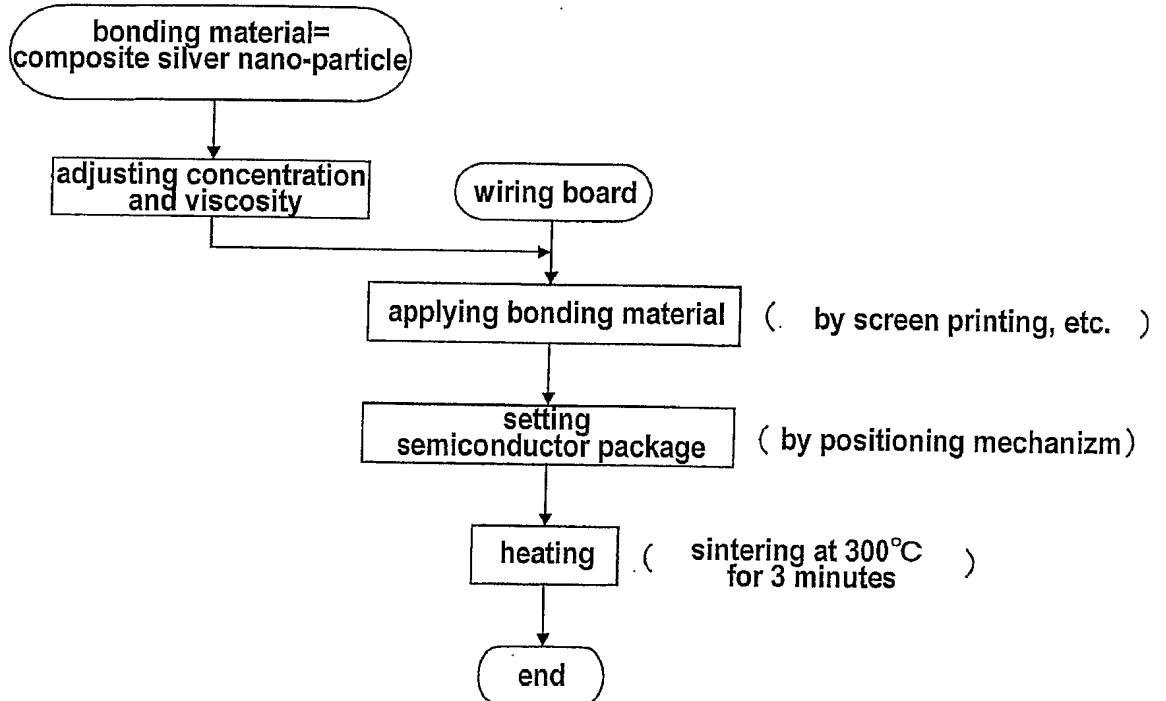 bonding material=
composite silver nano-particle
adjusting concentration
and viscosity
wiring board
applying bonding material
( by screen printing, etc. )
setting
semiconductor package
( by positioning mechanizm )
heating
( sintering at 300°C
for 3 minutes )
end